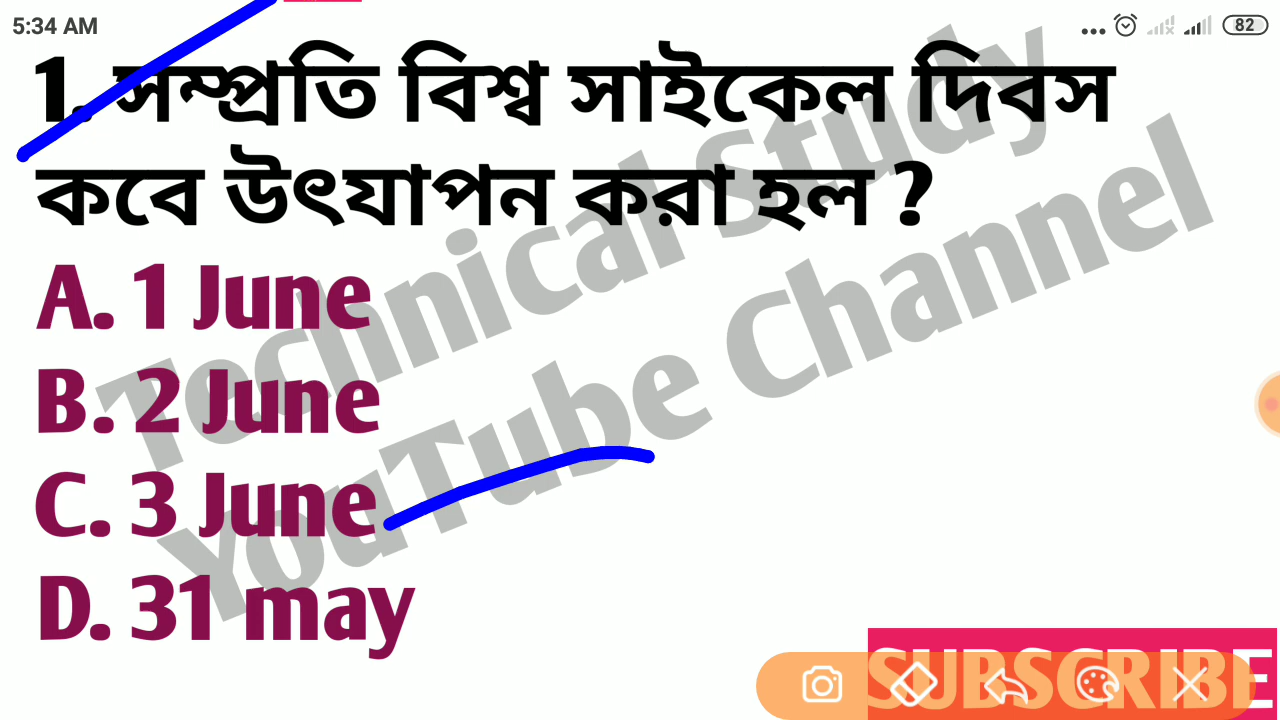 5:34 AM
82
1. সম্প্রতি বিশ্ব সাইকেল দিবস
কবে উৎযাপন করা হল ?
A. 1 June
B. 2 June
C. 3 June
D. 31 may
Technical Study
YouTube Channel
SUBSCRIBE